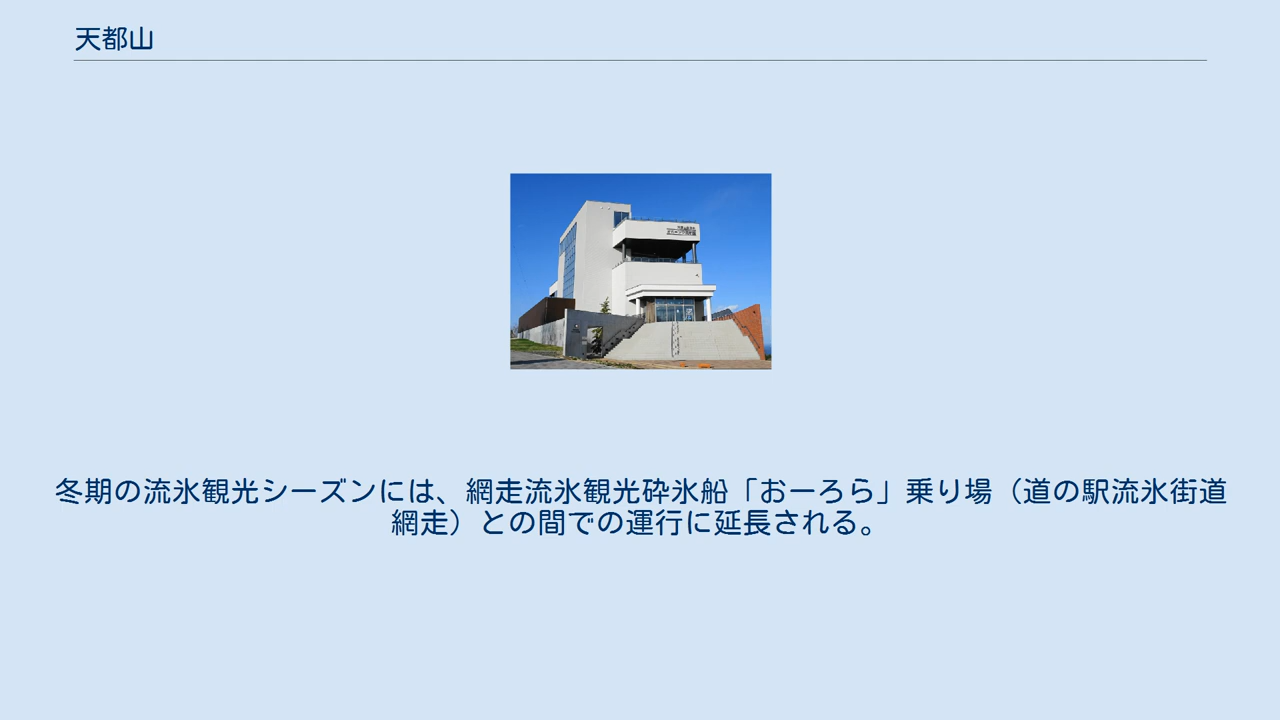 天都山
冬期の流氷観光シーズンには、網走流氷観光砕氷船「おーろら」乗り場（道の駅流氷街道
網走）との間での運行に延長される。